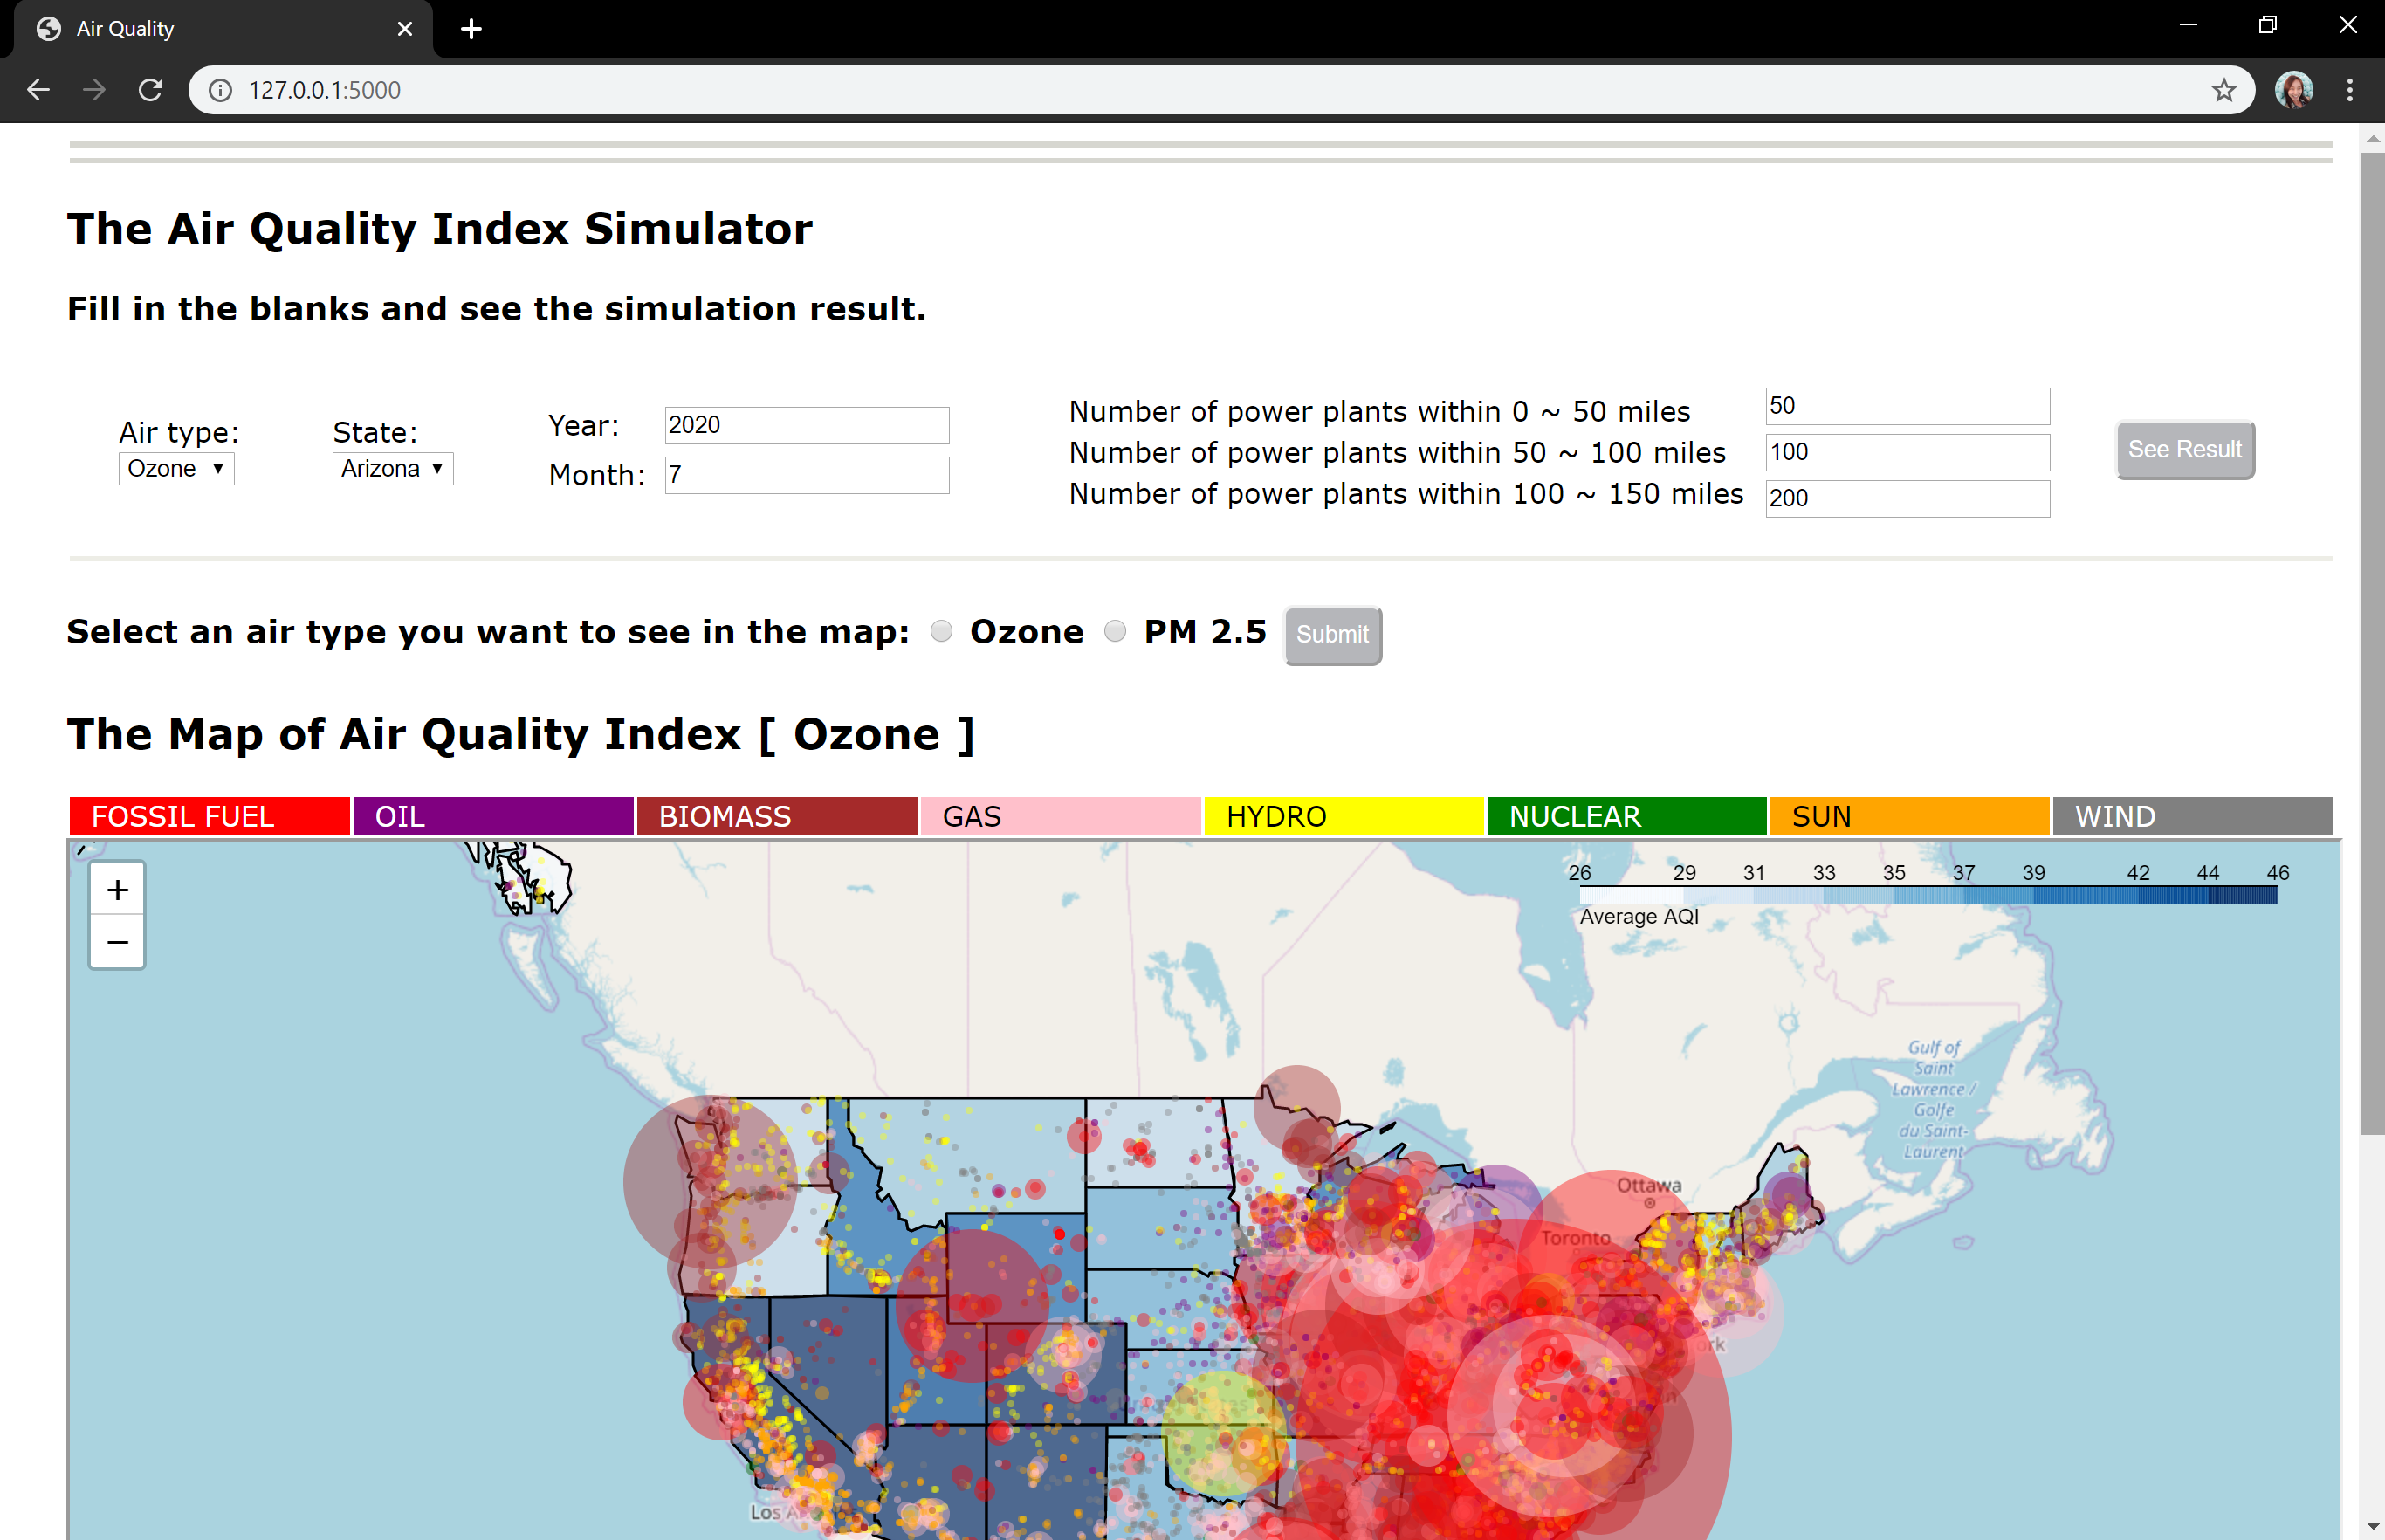 Air Quality
127.0.0.1:5000
The Air Quality Index Simulator
Fill in the blanks and see the simulation result.
Air type:
Ozone
State:
Arizona
Year:
2020
Month:
7
Number of power plants within 0 ~ 50 miles
50
Number of power plants within 50 ~ 100 miles
100
Number of power plants within 100 ~ 150 miles
200
See Result
Select an air type you want to see in the map: Ozone PM 2.5 Submit
The Map of Air Quality Index [ Ozone ]
FOSSIL FUEL OIL BIOMASS GAS HYDRO NUCLEAR SUN WIND
+
−
26 29 31 33 35 37 39 42 44 46
Average AQI
Gulf of
Saint
Lawrence /
Golfe
du Saint-
Laurent
Ottawa
Toronto